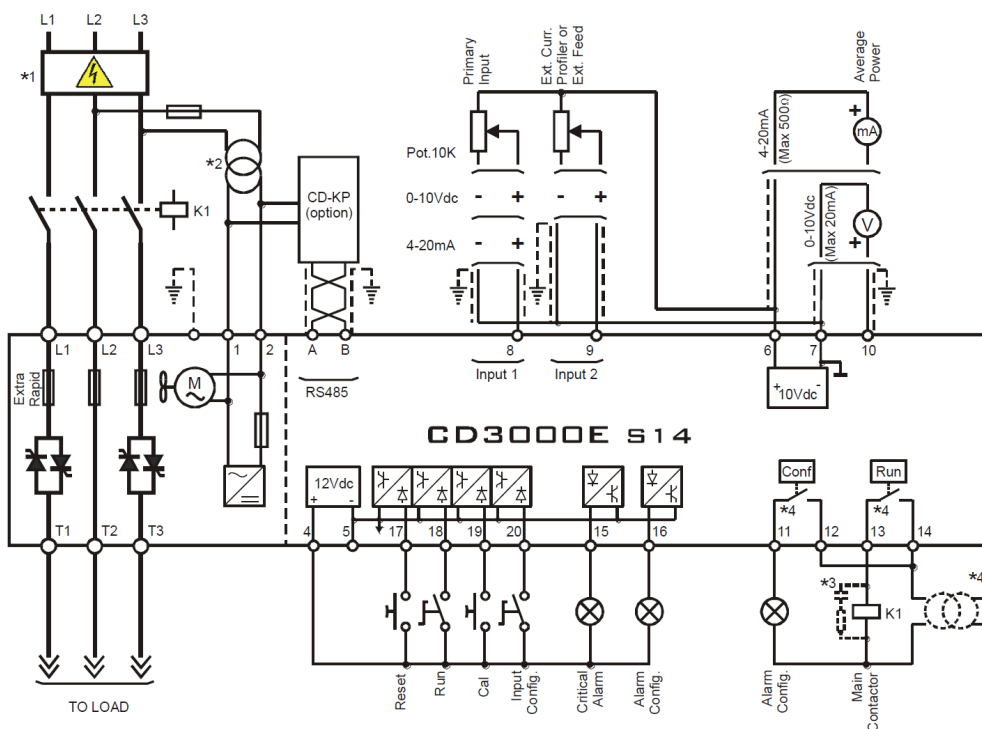 L1 L2 L3
*1
*2
K1
CD-KP
(option)
Primary
Input
Ext. Curr.
Profiler or
Ext. Feed
Pot.10K
0-10Vdc
4-20mA
- +
- +
- +
4-20mA
(Max 500Ω)
Average
Power
+
mA
0-10Vdc
(Max 20mA)
V
+
L1 L2 L3 1 2 A B 8 9 6 7 10
RS485
Input 1
Input 2
+ 10Vdc -
Extra
Rapid
M
CD3000E S14
12Vdc
+ -
Conf
*4
Run
*4
T1 T2 T3 4 5 17 18 19 20 15 16 11 12 13 14
*3
K1
*4
Reset
Run
Cal
Input
Config.
Critical
Alarm
Alarm
Config.
Alarm
Config.
Main
Contactor
TO LOAD